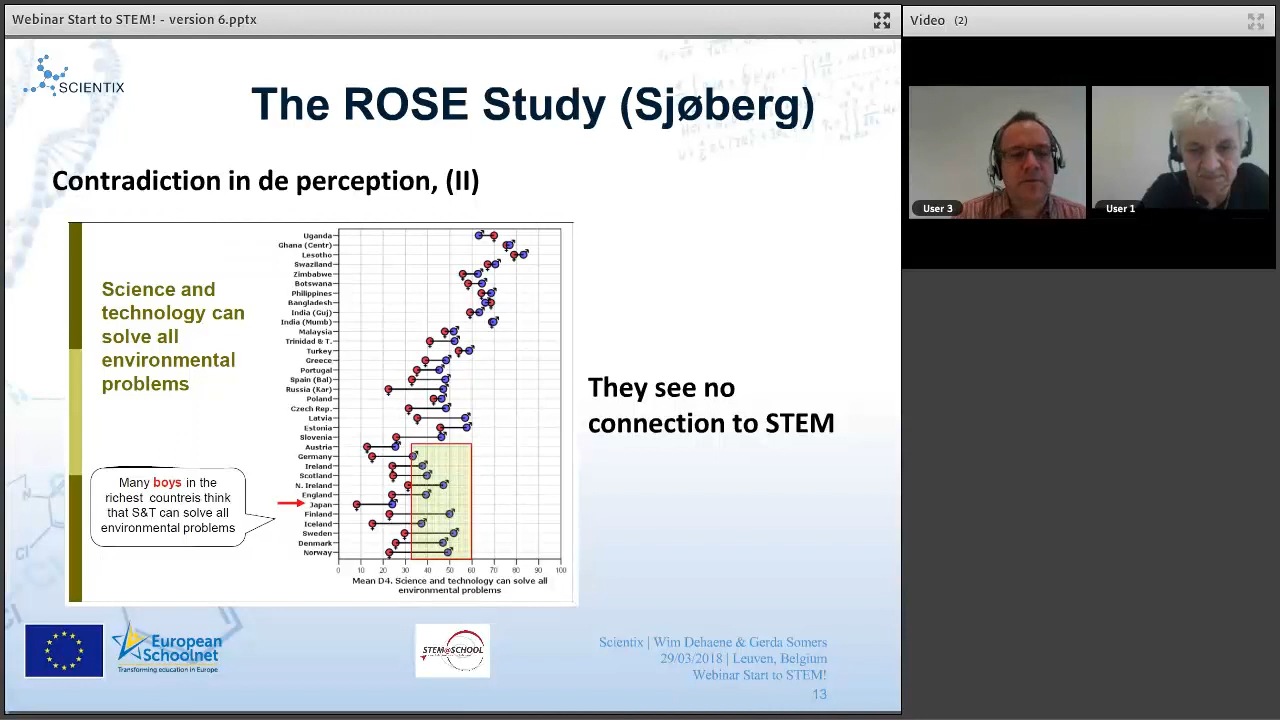 Webinar Start to STEM! - version 6.pptx
Video (2)
SCIENTIX
The ROSE Study (Sjøberg)
Contradiction in de perception, (II)
Science and
technology can
solve all
environmental
problems
Many boys in the
richest countreis think
that S&T can solve all
environmental problems
Uganda
Ghana (Centr)
Lesotho
Swaziland
Zimbabwe
Botswana
Philippines
Bangladesh
India (Guj)
India (Mumb)
Malaysia
Trinidad & T.
Turkey
Greece
Portugal
Spain (Bal)
Russia (Kar)
Poland
Czech Rep.
Latvia
Estonia
Slovenia
Austria
Germany
Ireland
Scotland
N. Ireland
England
Japan
Finland
Iceland
Sweden
Denmark
Norway
0 10 20 30 40 50 60 70 80 90 100
Mean D4. Science and technology can solve all
environmental problems
They see no
connection to STEM
User 3
User 1
European
Schoolnet
Transforming education in Europe
STEM@SCHOOL
Scientix | Wim Dehaene & Gerda Somers
29/03/2018 | Leuven, Belgium
Webinar Start to STEM!
13